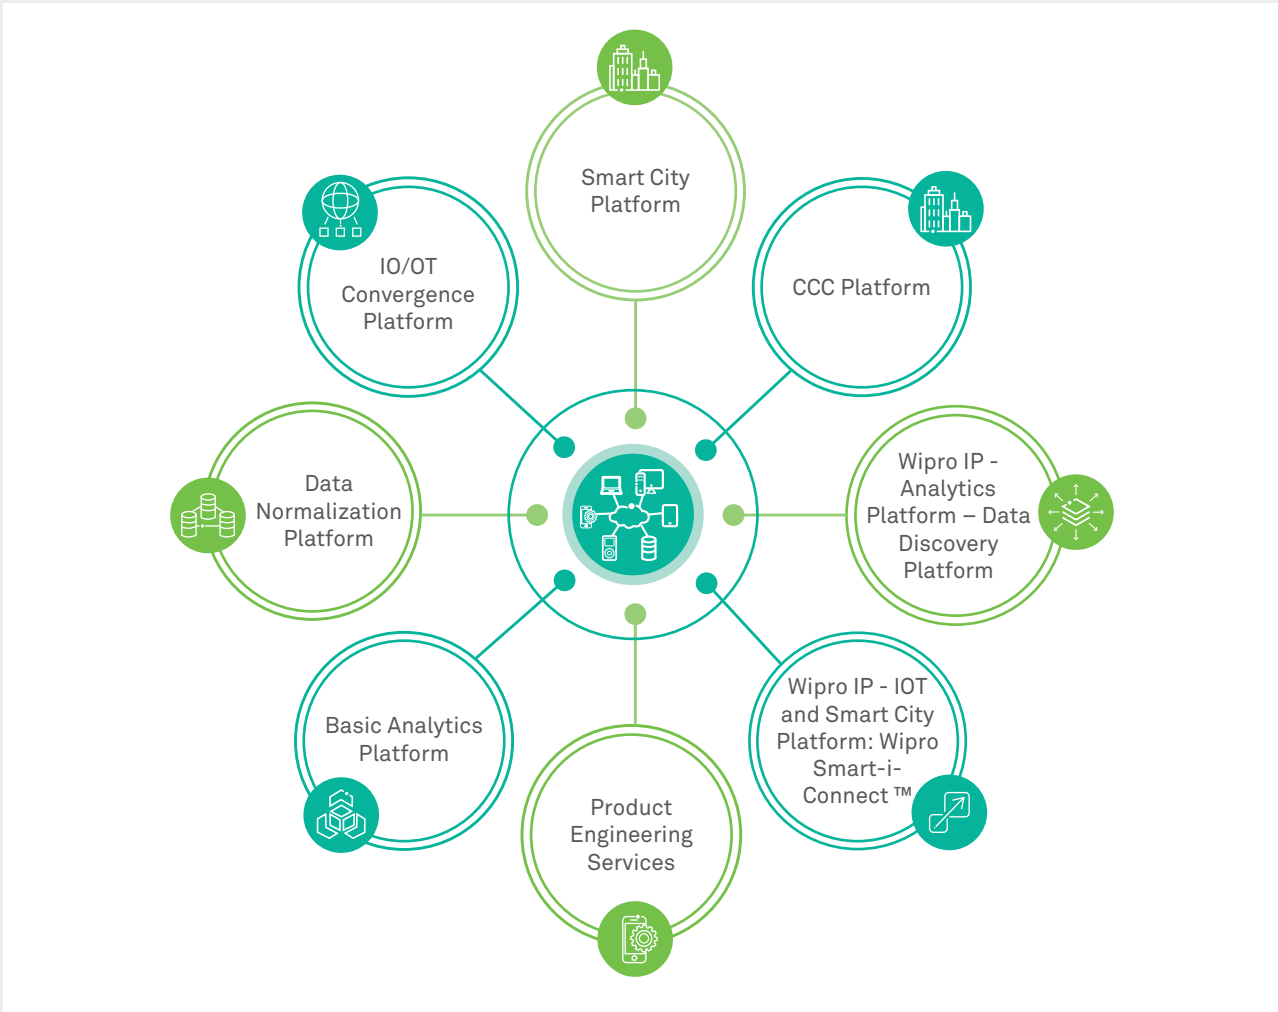 Smart City
Platform
IO/OT
Convergence
Platform
CCC Platform
Data
Normalization
Platform
Wipro IP -
Analytics
Platform – Data
Discovery
Platform
Basic Analytics
Platform
Wipro IP - IOT
and Smart City
Platform: Wipro
Smart-i-
Connect ™
Product
Engineering
Services